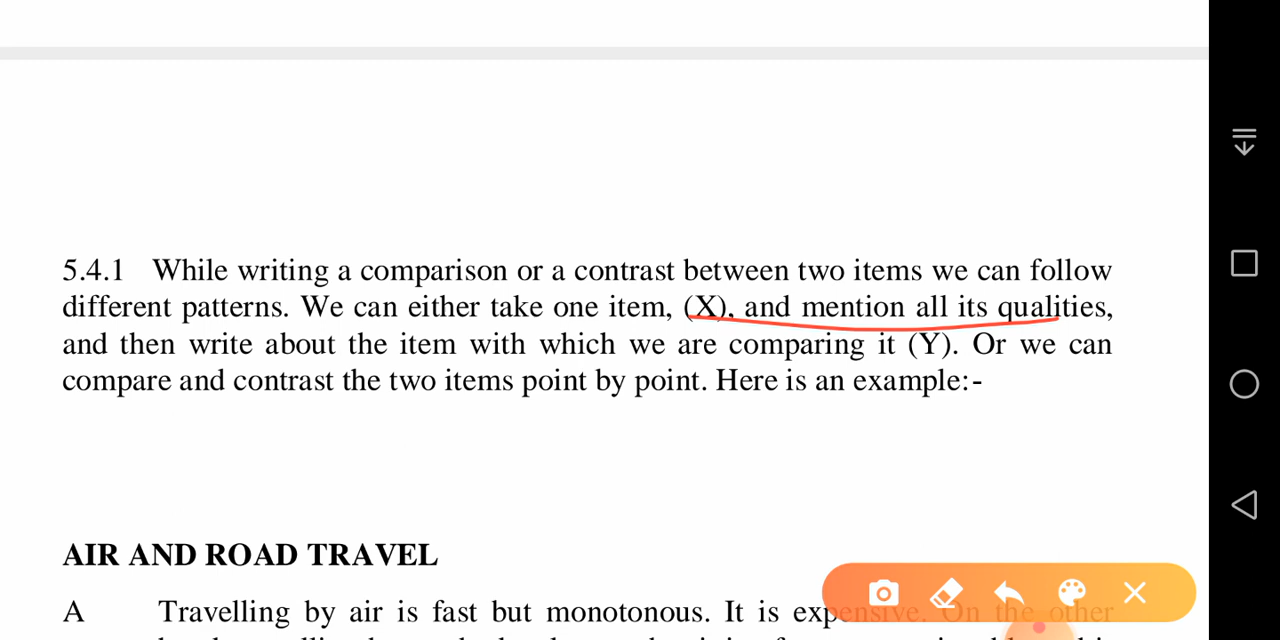 5.4.1 While writing a comparison or a contrast between two items we can follow
different patterns. We can either take one item, (X), and mention all its qualities,
and then write about the item with which we are comparing it (Y). Or we can
compare and contrast the two items point by point. Here is an example:-
AIR AND ROAD TRAVEL
A Travelling by air is fast but monotonous. It is expensive. On the other